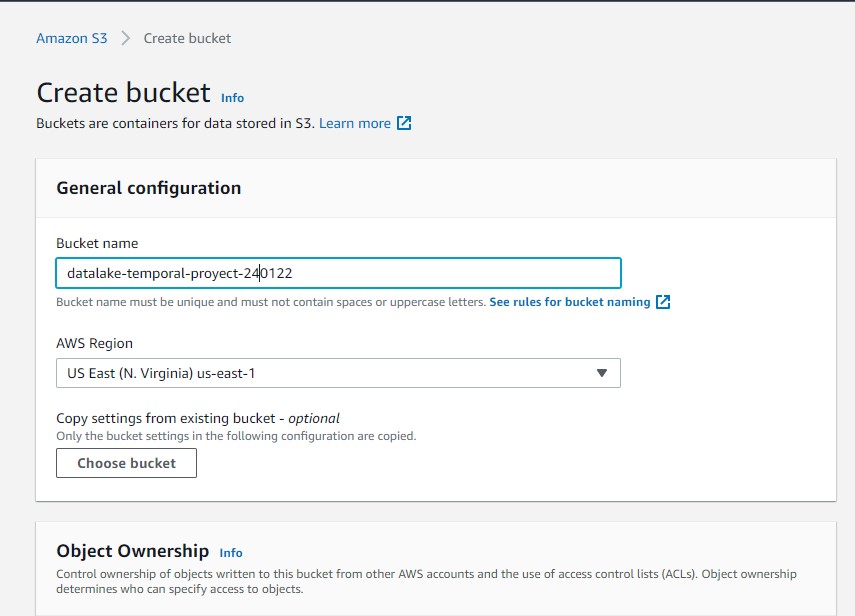 Amazon S3 > Create bucket
Create bucket Info
Buckets are containers for data stored in S3. Learn more
General configuration
Bucket name
datalake-temporal-proyect-240122
Bucket name must be unique and must not contain spaces or uppercase letters. See rules for bucket naming
AWS Region
US East (N. Virginia) us-east-1
Copy settings from existing bucket - optional
Only the bucket settings in the following configuration are copied.
Choose bucket
Object Ownership Info
Control ownership of objects written to this bucket from other AWS accounts and the use of access control lists (ACLs). Object ownership
determines who can specify access to objects.